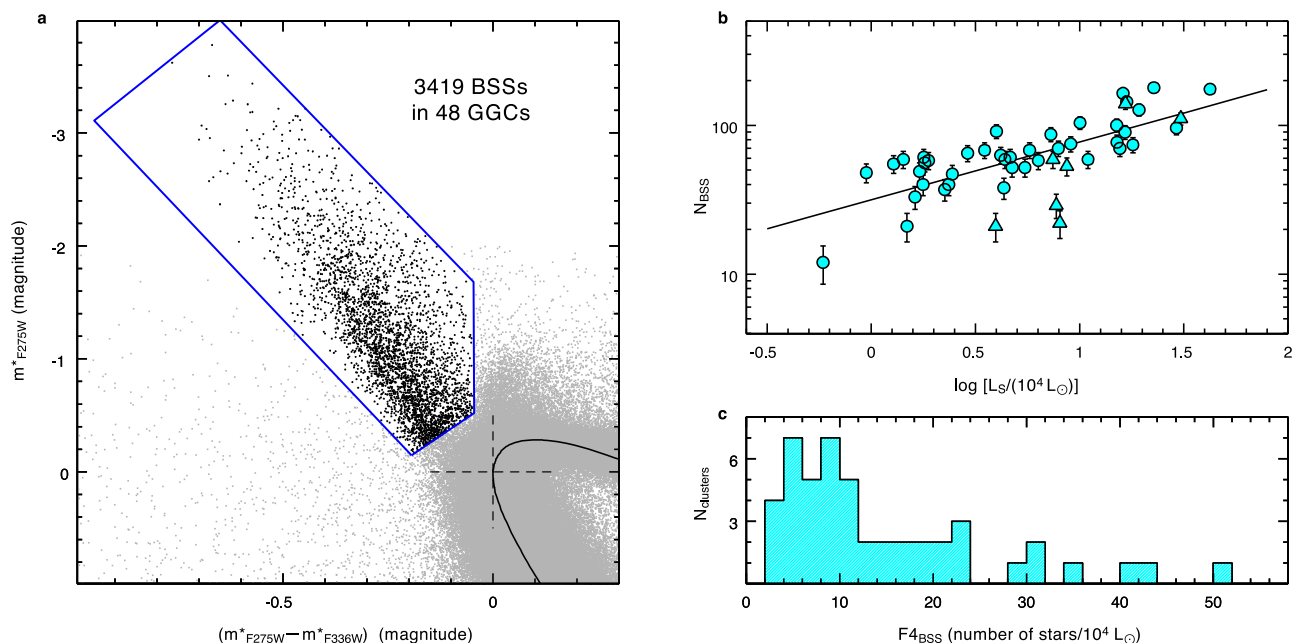 a
3419 BSSs
in 48 GGCs
m*F275W (magnitude)
-3
-2
-1
0
-0.5
0
(m*F275W—m*F336W) (magnitude)
b
NBSS
100
10
-0.5
0
0.5
1
1.5
2
log [LS/(10⁴ L☉)]
c
Nclusters
6
3
0
10
20
30
40
50
F4BSS (number of stars/10⁴ L☉)